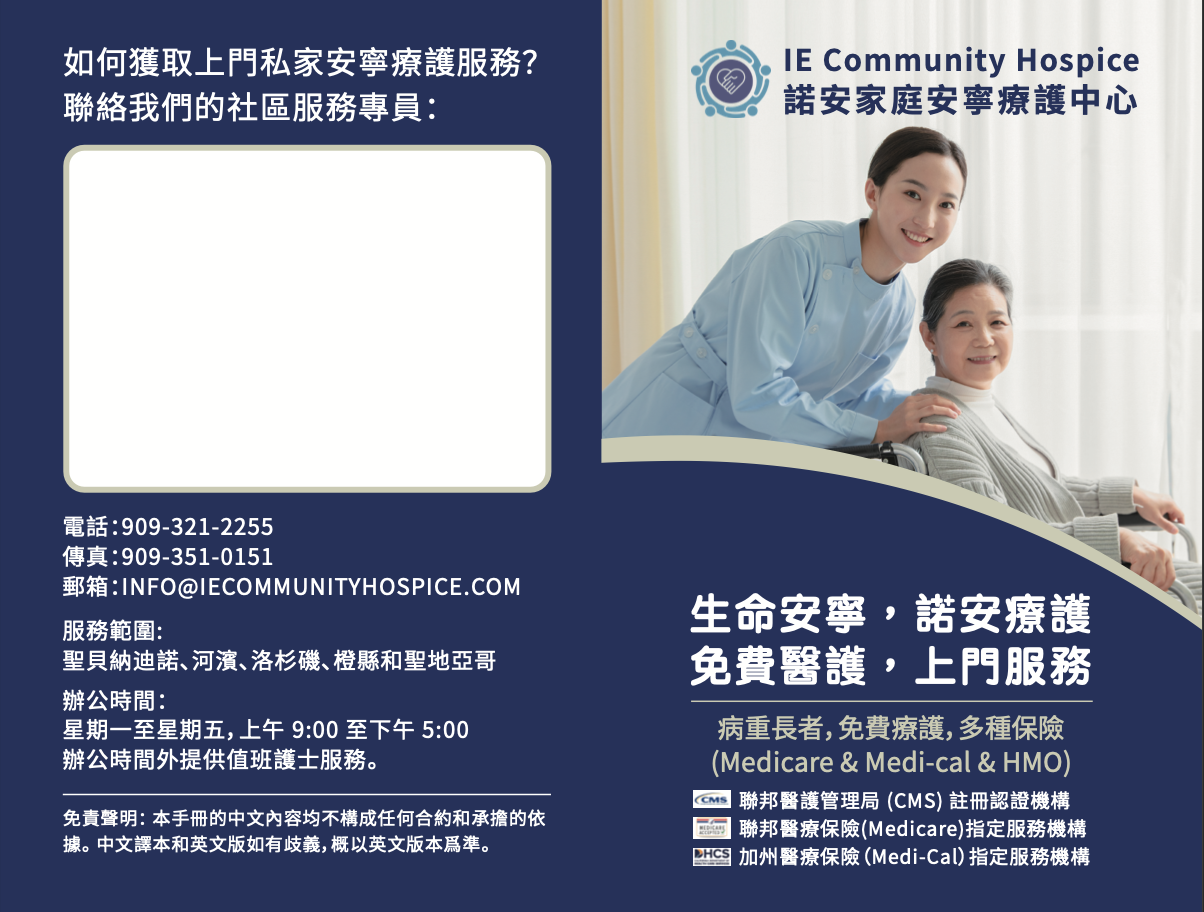 如何獲取上門私家安寧療護服務?
聯絡我們的社區服務專員:
電話:909-321-2255
傳真:909-351-0151
郵箱:INFO@IECOMMUNITYHOSPICE.COM
服務範圍:
聖貝納迪諾、河濱、洛杉磯、橙縣和聖地亞哥
辦公時間:
星期一至星期五,上午 9:00 至下午 5:00
辦公時間外提供值班護士服務。
免責聲明: 本手冊的中文內容均不構成任何合約和承擔的依
據。中文譯本和英文版如有歧義,概以英文版本爲準。
IE Community Hospice
諾安家庭安寧療護中心
生命安寧,諾安療護
免費醫護,上門服務
病重長者,免費療護,多種保險
(Medicare & Medi-cal & HMO)
CMS 聯邦醫護管理局 (CMS) 註冊認證機構
MEDICARE ACCEPTED 聯邦醫療保險(Medicare)指定服務機構
DHCS 加州醫療保險(Medi-Cal)指定服務機構